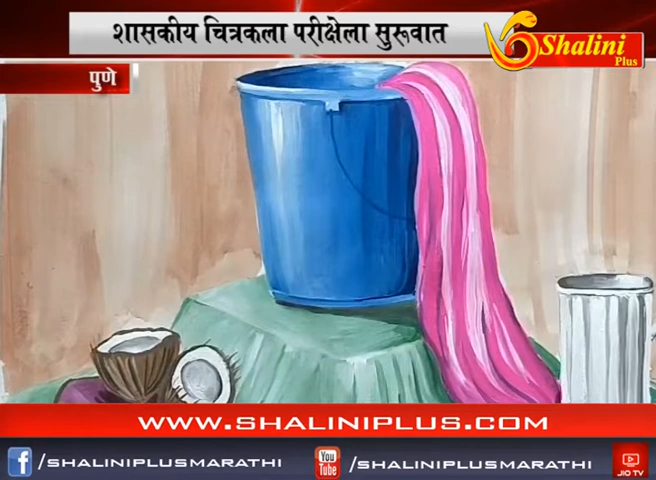 शासकीय चित्रकला परीक्षेला सुरूवात
Shalini
Plus
पुणे
WWW.SHALINIPLUS.COM
f /SHALINIPLUSMARATHI
You Tube /SHALINIPLUSMARATHI
JIO TV